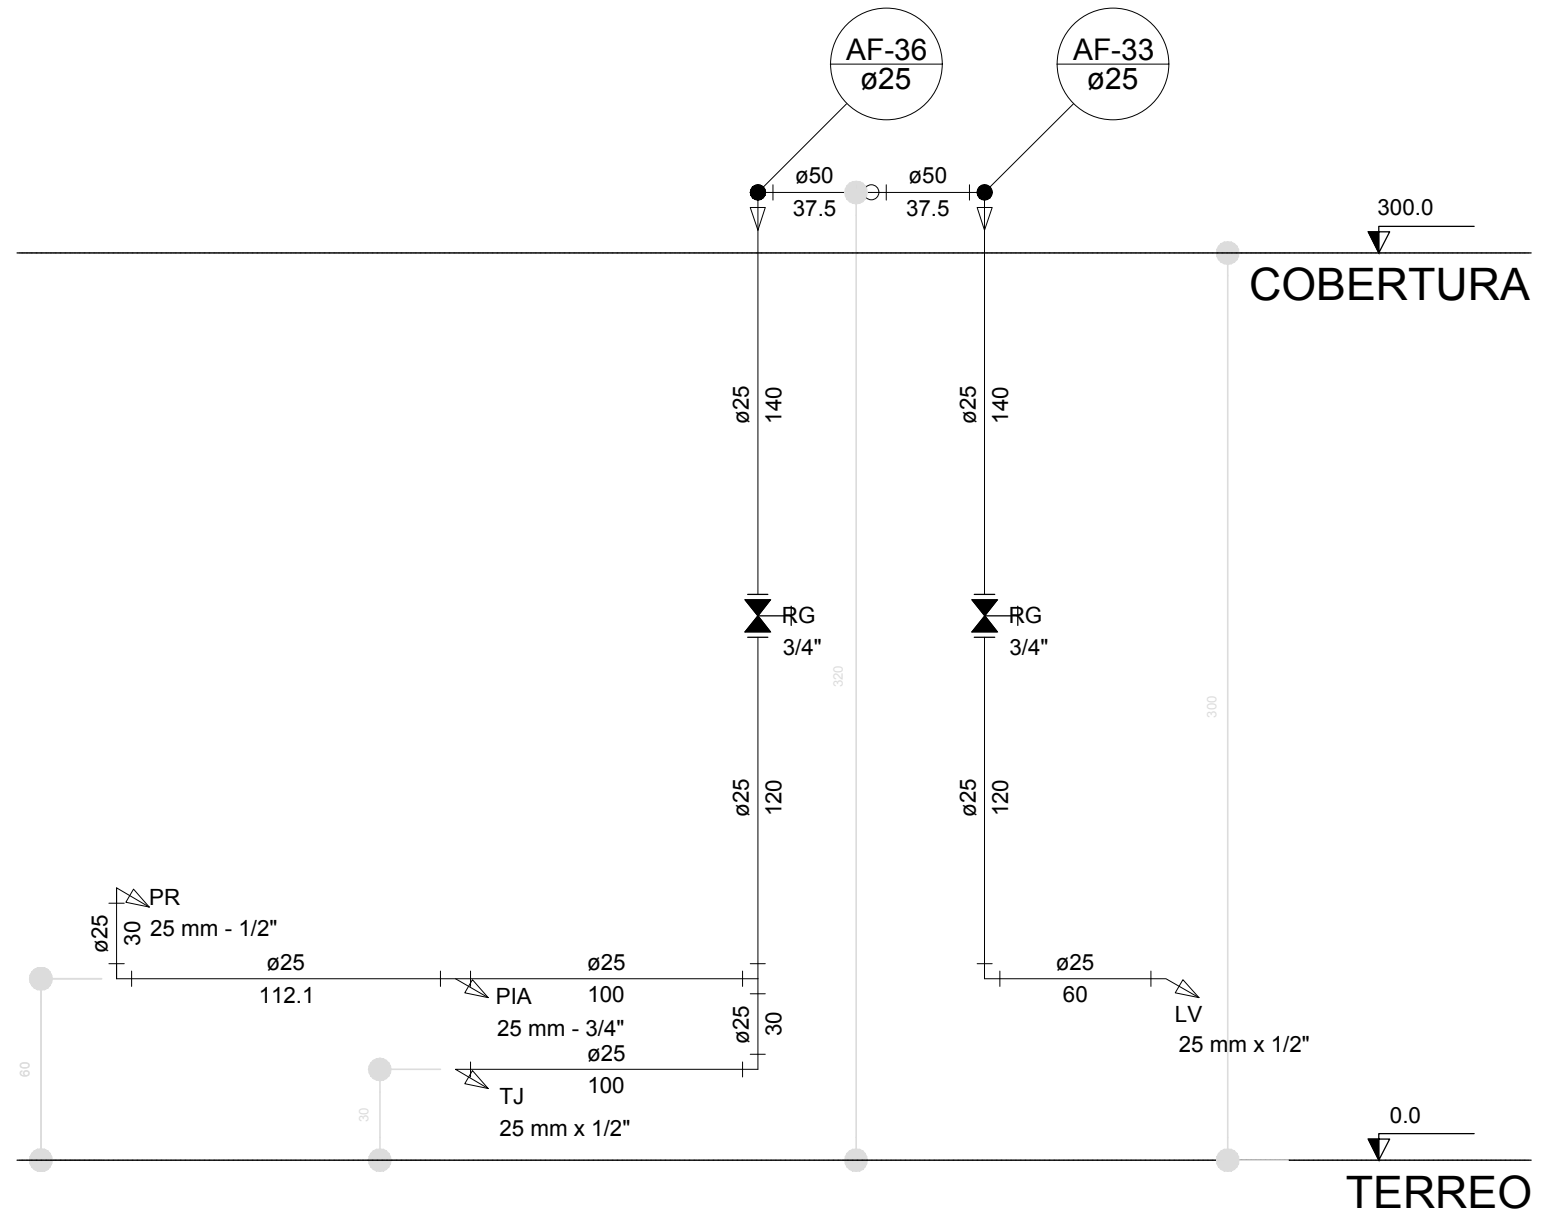 AF-36
ø25
AF-33
ø25
ø50
37.5
ø50
37.5
300.0
COBERTURA
ø25
140
ø25
140
RG
3/4"
RG
3/4"
320
300
ø25
120
ø25
120
PR
25 mm - 1/2"
ø25
30
ø25
112.1
ø25
100
PIA
25 mm - 3/4"
ø25
30
ø25
60
LV
25 mm x 1/2"
ø25
100
TJ
25 mm x 1/2"
60
30
0.0
TERREO